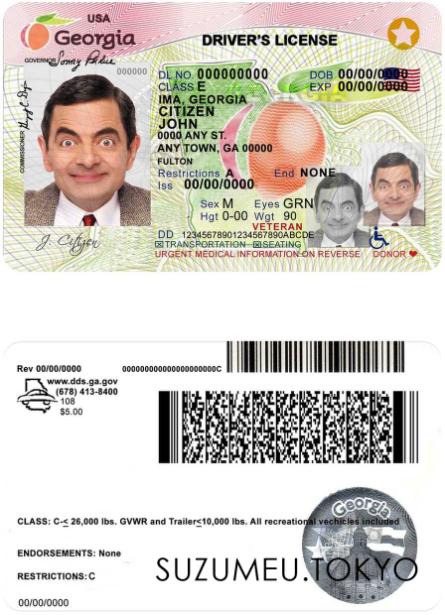 USA
Georgia
DRIVER'S LICENSE
GOVERNOR
000000
COMMISSIONER
DL NO. 000000000 DOB 00/00/0000
CLASS E EXP 00/00/0000
IMA, GEORGIA
CITIZEN
JOHN
0000 ANY ST.
ANY TOWN, GA 00000
FULTON
Restrictions A End NONE
Iss 00/00/0000
Sex M Eyes GRN
Hgt 0-00 Wgt 90
VETERAN
J. Citizen
DD 12345678901234567890ABCDE
☒TRANSPORTATION ☒SEATING
URGENT MEDICAL INFORMATION ON REVERSE DONOR ❤
Rev 00/00/0000 0000000000000000000000C
www.dds.ga.gov
(678) 413-8400
108
$5.00
Georgia
CLASS: C-≤ 26,000 lbs. GVWR and Trailer≤10,000 lbs. All recreational vechicles included
ENDORSEMENTS: None
RESTRICTIONS: C
SUZUMEU.TOKYO
00/00/0000